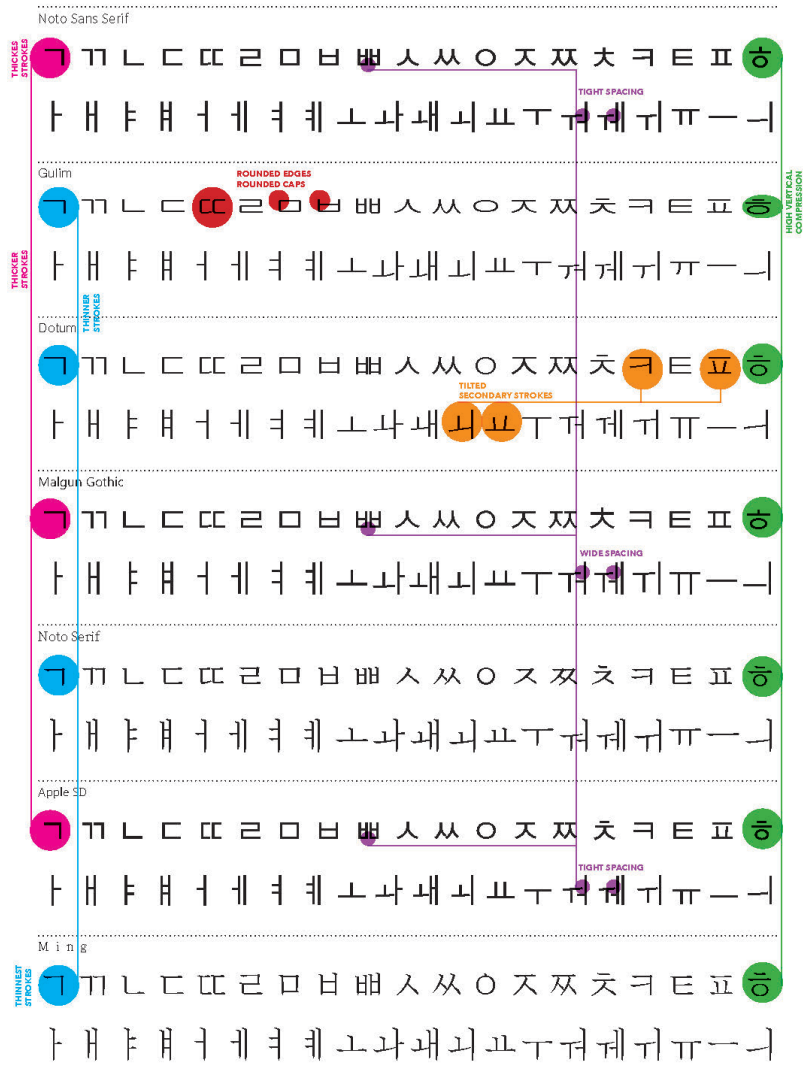 Noto Sans Serif
THICKES
STROKES
ㄱ ㄲ ㄴ ㄷ ㄸ ㄹ ㅁ ㅂ ㅃ ㅅ ㅆ ㅇ ㅈ ㅉ ㅊ ㅋ ㅌ ㅍ ㅎ
TIGHT SPACING
ㅏ ㅐ ㅑ ㅒ ㅓ ㅔ ㅕ ㅖ ㅗ ㅘ ㅙ ㅚ ㅛ ㅜ ㅝ ㅞ ㅟ ㅠ ㅡ ㅢ
Gulim
ROUNDED EDGES
ROUNDED CAPS
HIGH VERTICAL
COMPRESSION
ㄱ ㄲ ㄴ ㄷ ㄸ ㄹ ㅁ ㅂ ㅃ ㅅ ㅆ ㅇ ㅈ ㅉ ㅊ ㅋ ㅌ ㅍ ㅎ
THICKER
STROKES
ㅏ ㅐ ㅑ ㅒ ㅓ ㅔ ㅕ ㅖ ㅗ ㅘ ㅙ ㅚ ㅛ ㅜ ㅝ ㅞ ㅟ ㅠ ㅡ ㅢ
THINNER
STROKES
Dotum
ㄱ ㄲ ㄴ ㄷ ㄸ ㄹ ㅁ ㅂ ㅃ ㅅ ㅆ ㅇ ㅈ ㅉ ㅊ ㅋ ㅌ ㅍ ㅎ
TILTED
SECONDARY STROKES
ㅏ ㅐ ㅑ ㅒ ㅓ ㅔ ㅕ ㅖ ㅗ ㅘ ㅙ ㅚ ㅛ ㅜ ㅝ ㅞ ㅟ ㅠ ㅡ ㅢ
Malgun Gothic
ㄱ ㄲ ㄴ ㄷ ㄸ ㄹ ㅁ ㅂ ㅃ ㅅ ㅆ ㅇ ㅈ ㅉ ㅊ ㅋ ㅌ ㅍ ㅎ
WIDE SPACING
ㅏ ㅐ ㅑ ㅒ ㅓ ㅔ ㅕ ㅖ ㅗ ㅘ ㅙ ㅚ ㅛ ㅜ ㅝ ㅞ ㅟ ㅠ ㅡ ㅢ
Noto Serif
ㄱ ㄲ ㄴ ㄷ ㄸ ㄹ ㅁ ㅂ ㅃ ㅅ ㅆ ㅇ ㅈ ㅉ ㅊ ㅋ ㅌ ㅍ ㅎ
ㅏ ㅐ ㅑ ㅒ ㅓ ㅔ ㅕ ㅖ ㅗ ㅘ ㅙ ㅚ ㅛ ㅜ ㅝ ㅞ ㅟ ㅠ ㅡ ㅢ
Apple SD
ㄱ ㄲ ㄴ ㄷ ㄸ ㄹ ㅁ ㅂ ㅃ ㅅ ㅆ ㅇ ㅈ ㅉ ㅊ ㅋ ㅌ ㅍ ㅎ
TIGHT SPACING
ㅏ ㅐ ㅑ ㅒ ㅓ ㅔ ㅕ ㅖ ㅗ ㅘ ㅙ ㅚ ㅛ ㅜ ㅝ ㅞ ㅟ ㅠ ㅡ ㅢ
Ming
THINNEST
STROKES
ㄱ ㄲ ㄴ ㄷ ㄸ ㄹ ㅁ ㅂ ㅃ ㅅ ㅆ ㅇ ㅈ ㅉ ㅊ ㅋ ㅌ ㅍ ㅎ
ㅏ ㅐ ㅑ ㅒ ㅓ ㅔ ㅕ ㅖ ㅗ ㅘ ㅙ ㅚ ㅛ ㅜ ㅝ ㅞ ㅟ ㅠ ㅡ ㅢ